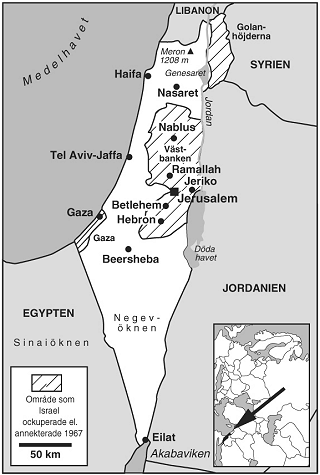 LIBANON
Golan-
höjderna
Medelhavet
Meron ▲
1208 m
Genesaret
SYRIEN
Haifa
Nasaret
Jordan
Nablus
Väst-
banken
Tel Aviv-Jaffa
Ramallah
Jeriko
Jerusalem
Betlehem
Gaza
Hebron
Gaza
Döda
havet
Beersheba
JORDANIEN
EGYPTEN
Negev-
öknen
Sinaiöknen
Område som
Israel
ockuperade el.
annekterade 1967
50 km
Eilat
Akabaviken